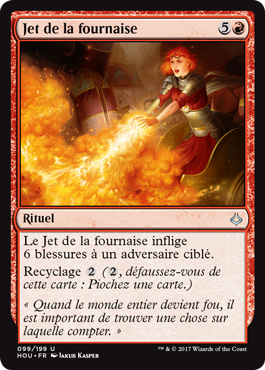 Jet de la fournaise 5
Rituel
Le Jet de la fournaise inflige
6 blessures à un adversaire ciblé.
Recyclage 2 (2, défaussez-vous de
cette carte : Piochez une carte.)
« Quand le monde entier devient fou, il
est important de trouver une chose sur
laquelle compter. »
099/199 U
HOU • FR Jakub Kasper
™ & © 2017 Wizards of the Coast